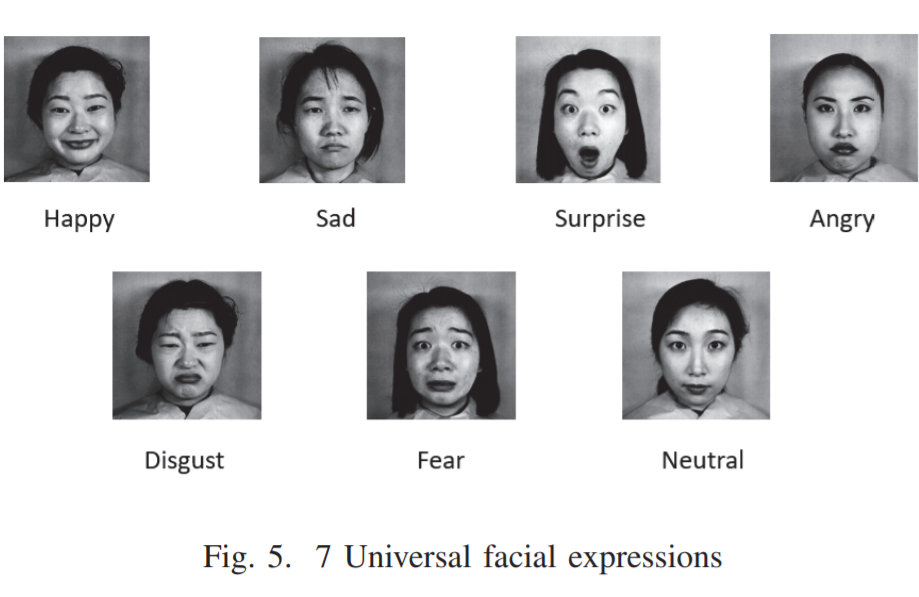 Happy Sad Surprise Angry
Disgust Fear Neutral
Fig. 5. 7 Universal facial expressions